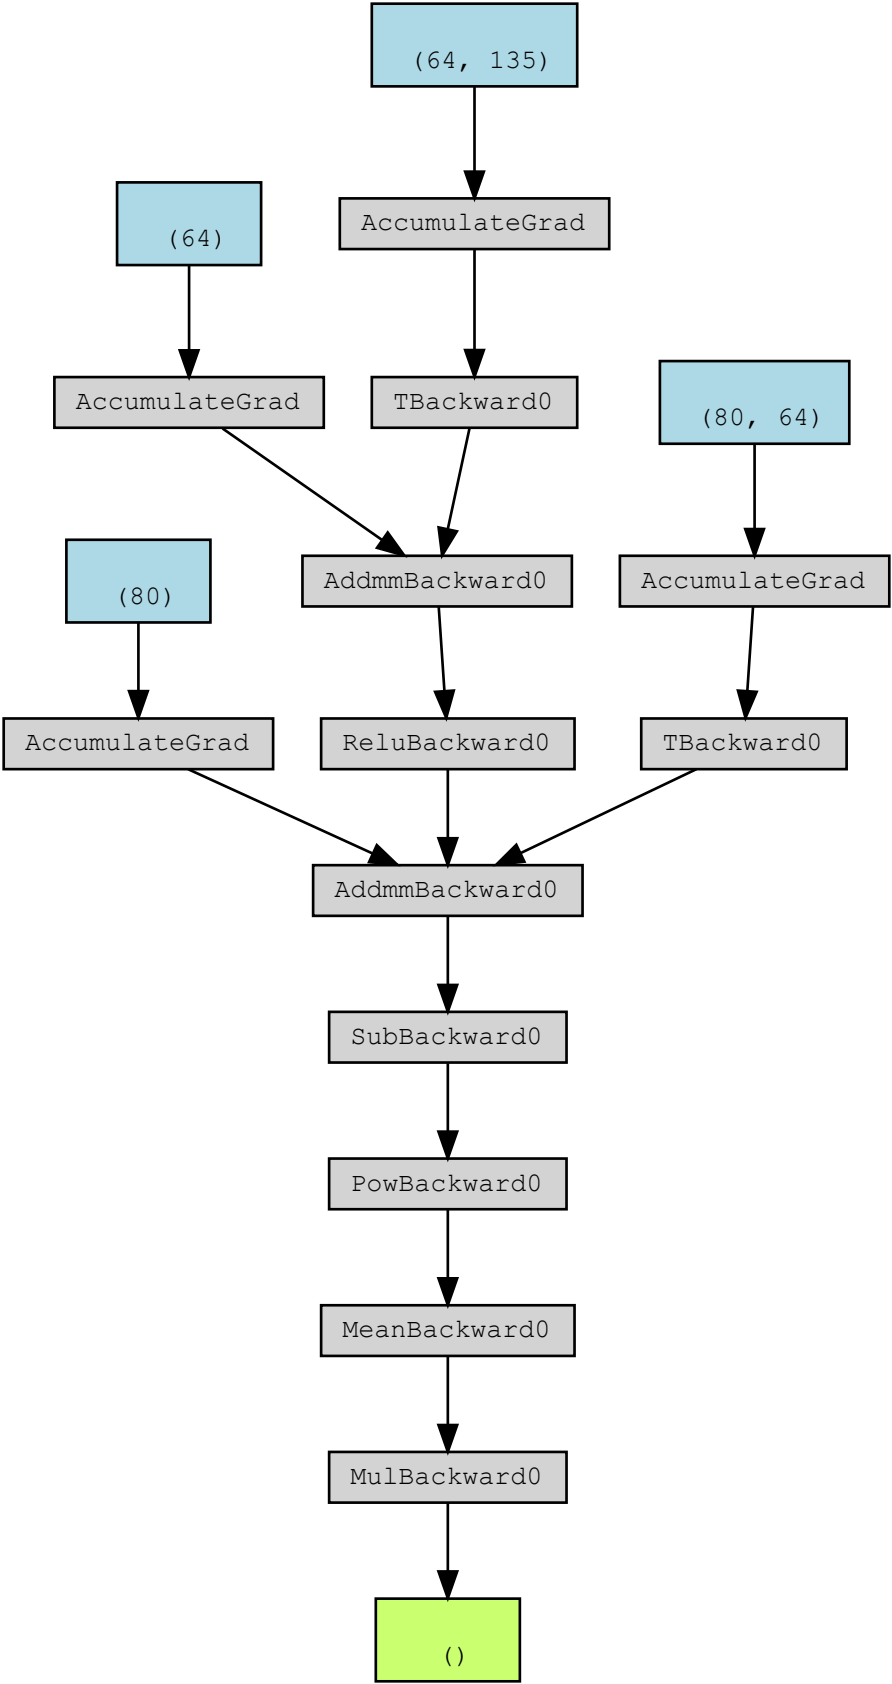 (64, 135)
AccumulateGrad
(64)
AccumulateGrad
TBackward0
(80, 64)
AddmmBackward0
AccumulateGrad
(80)
AccumulateGrad
ReluBackward0
TBackward0
AddmmBackward0
SubBackward0
PowBackward0
MeanBackward0
MulBackward0
()